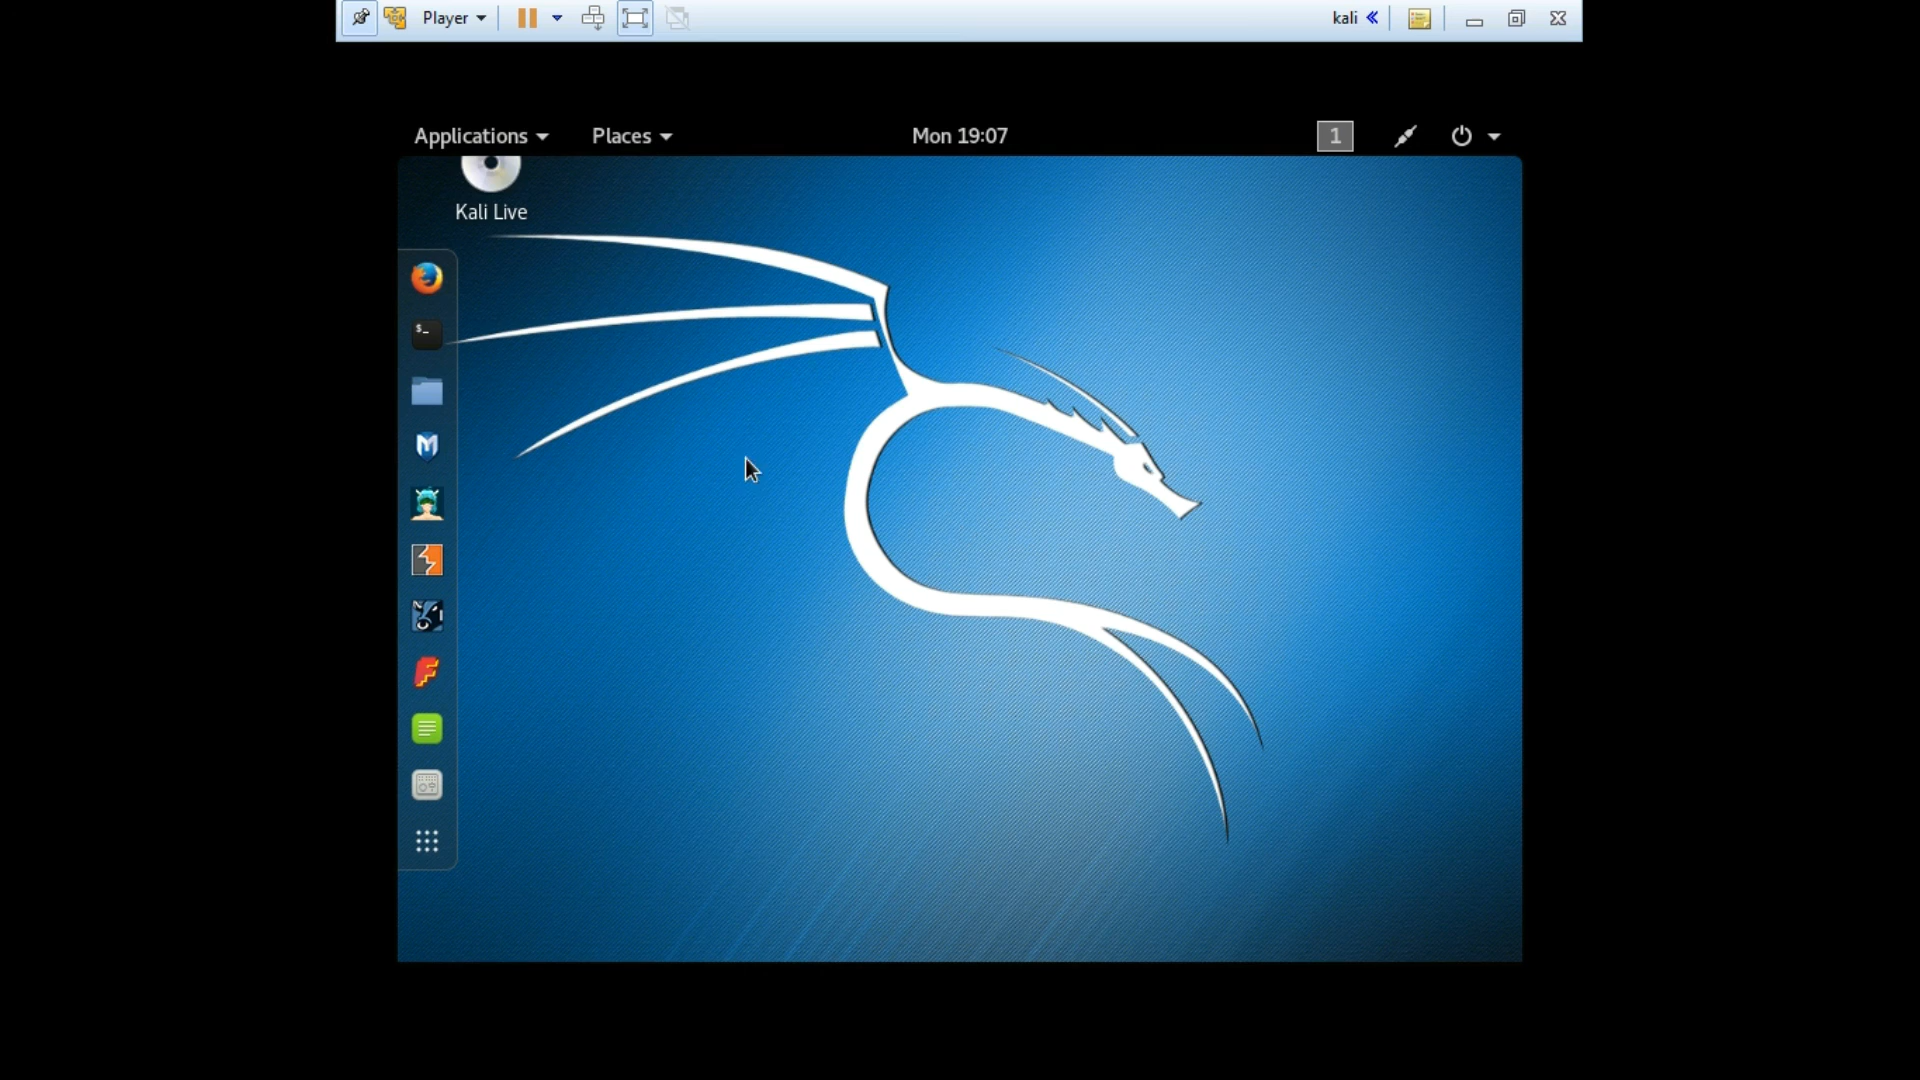 Player
kali
Applications
Places
Mon 19:07
1
Kali Live
$_